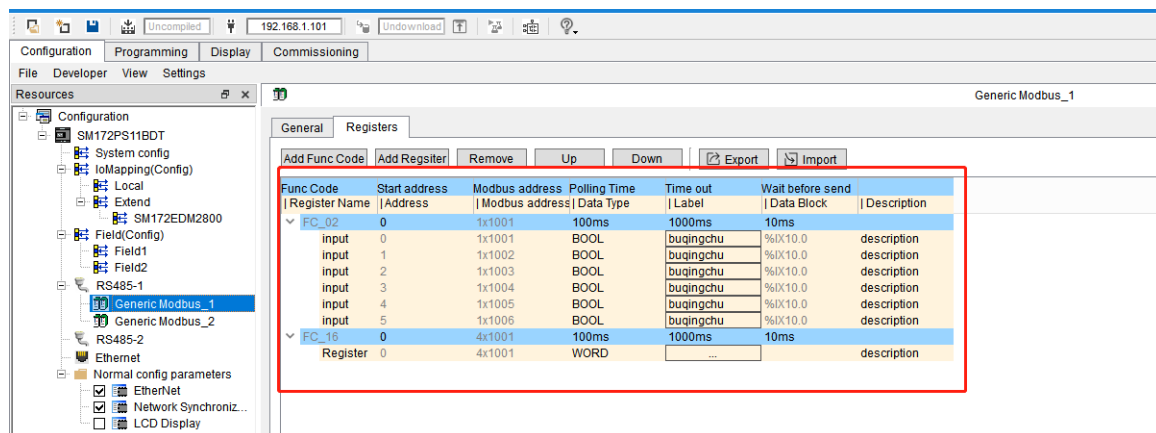 Uncompiled 192.168.1.101 Undownload
Configuration Programming Display Commissioning
File Developer View Settings
Resources
Generic Modbus_1
Configuration
SM172PS11BDT
System config
IoMapping(Config)
Local
Extend
SM172EDM2800
Field(Config)
Field1
Field2
RS485-1
Generic Modbus_1
Generic Modbus_2
RS485-2
Ethernet
Normal config parameters
EtherNet
Network Synchroniz...
LCD Display
General Registers
Add Func Code Add Regsiter Remove Up Down Export Import
Func Code Start address Modbus address Polling Time Time out Wait before send
| Register Name | Address | Modbus address | Data Type | Label | Data Block | Description
FC_02 0 1x1001 100ms 1000ms 10ms
input 0 1x1001 BOOL buqingchu %IX10.0 description
input 1 1x1002 BOOL buqingchu %IX10.0 description
input 2 1x1003 BOOL buqingchu %IX10.0 description
input 3 1x1004 BOOL buqingchu %IX10.0 description
input 4 1x1005 BOOL buqingchu %IX10.0 description
input 5 1x1006 BOOL buqingchu %IX10.0 description
FC_16 0 4x1001 100ms 1000ms 10ms
Register 0 4x1001 WORD ... description